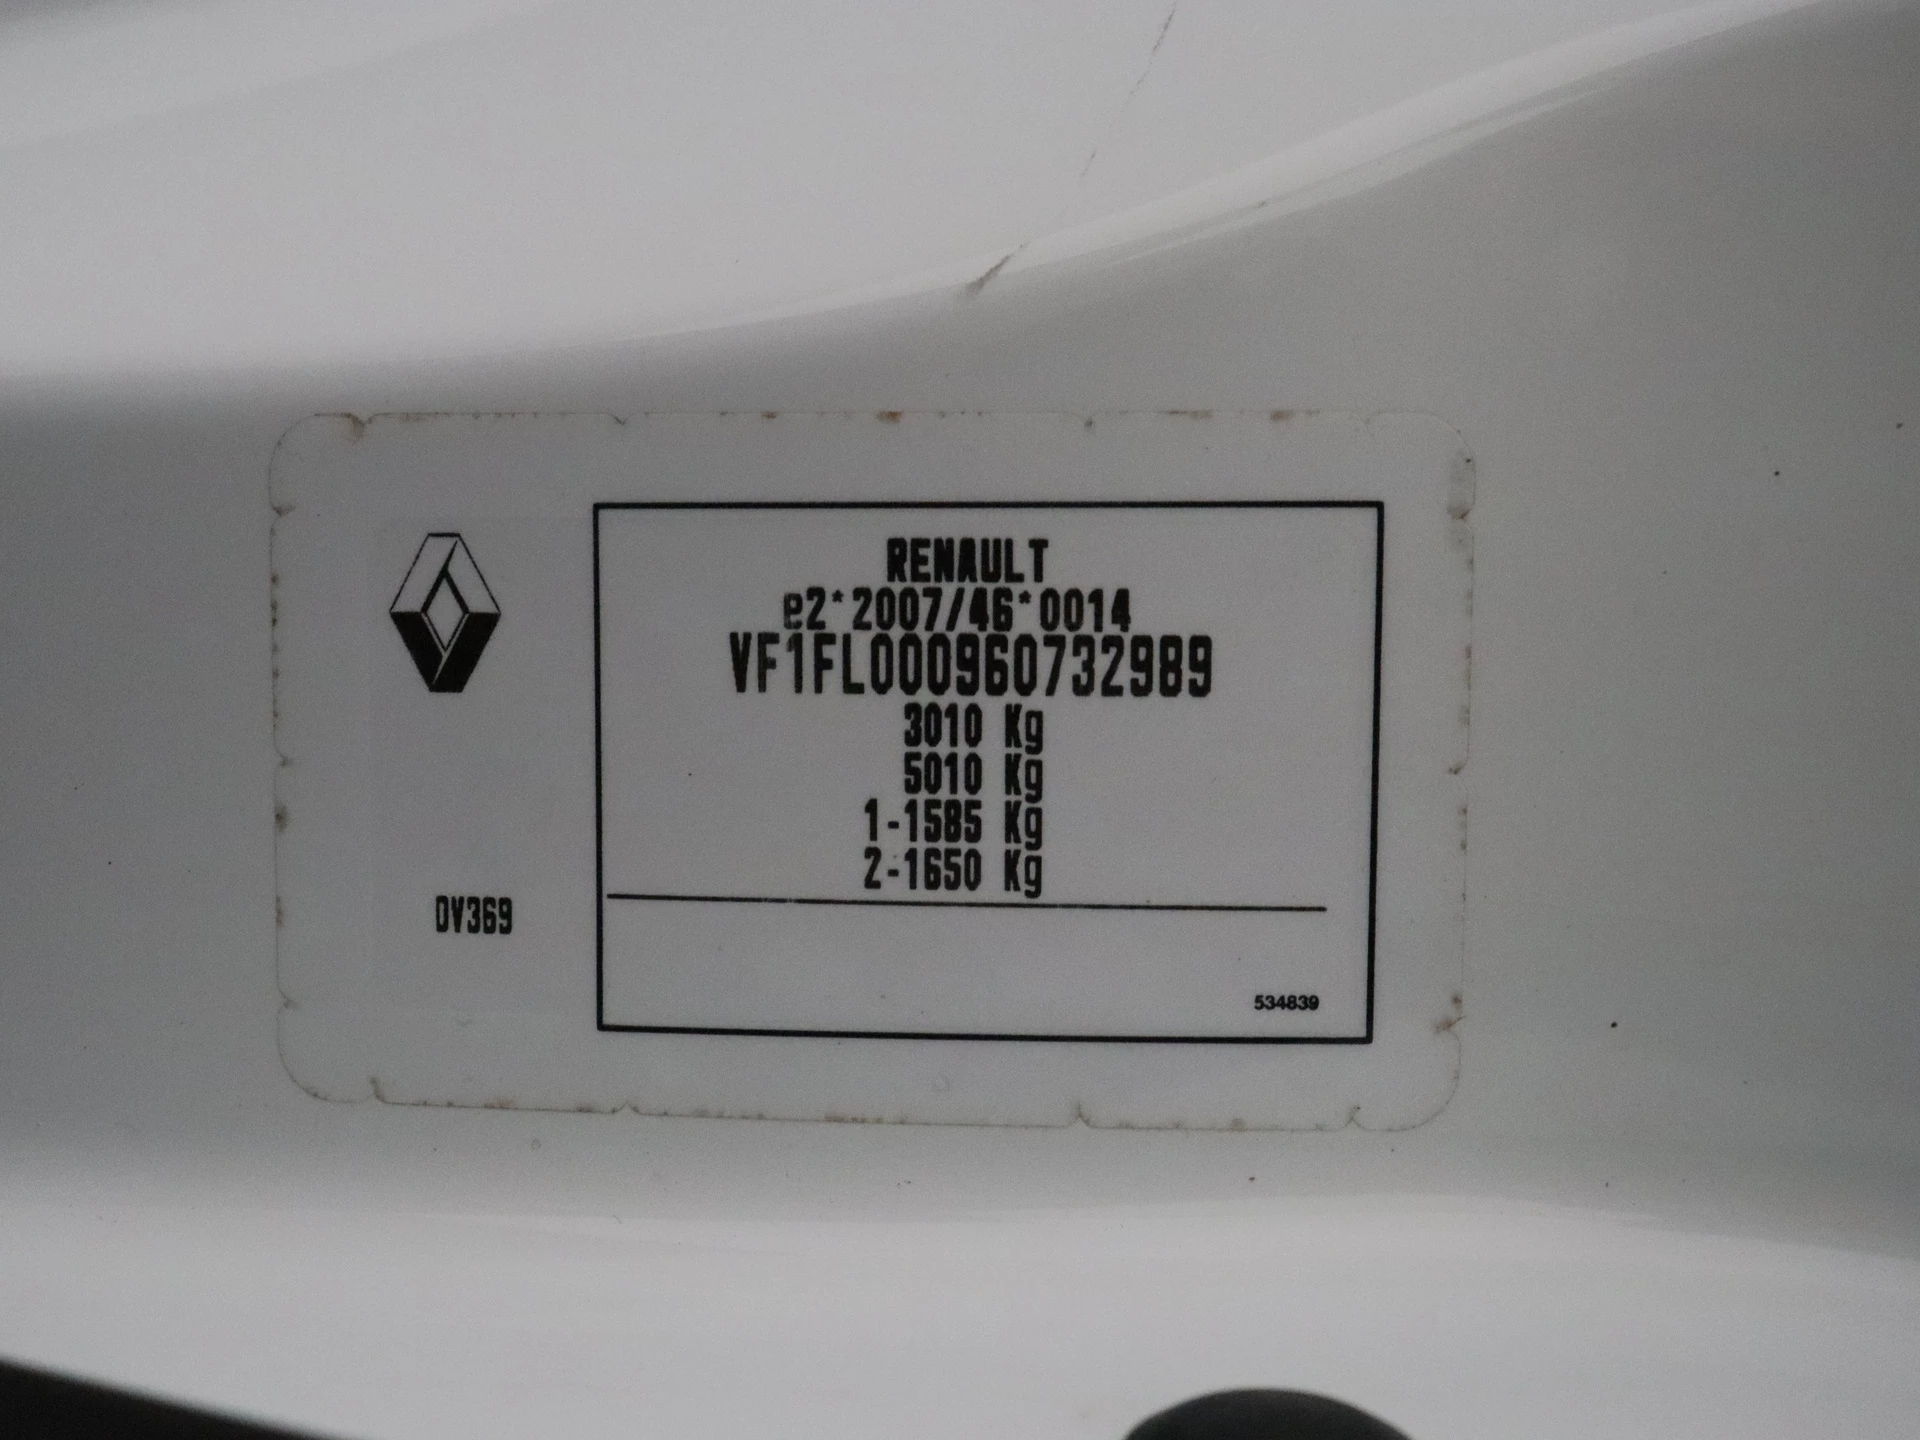 RENAULT
e2*2007/46*0014
VF1FL000960732989
3010 Kg
5010 Kg
1-1585 Kg
2-1650 Kg
DV369
534839